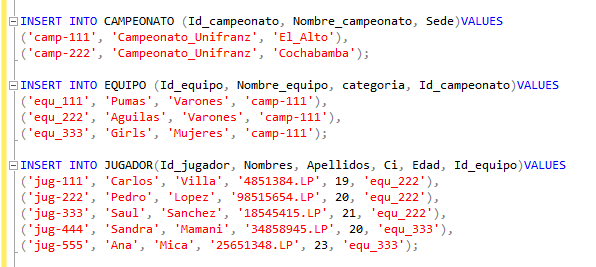 INSERT INTO CAMPEONATO (Id_campeonato, Nombre_campeonato, Sede)VALUES
('camp-111', 'Campeonato_Unifranz', 'El_Alto'),
('camp-222', 'Campeonato_Unifranz', 'Cochabamba');
INSERT INTO EQUIPO (Id_equipo, Nombre_equipo, categoria, Id_campeonato)VALUES
('equ_111', 'Pumas', 'Varones', 'camp-111'),
('equ_222', 'Aguilas', 'Varones', 'camp-111'),
('equ_333', 'Girls', 'Mujeres', 'camp-111');
INSERT INTO JUGADOR(Id_jugador, Nombres, Apellidos, Ci, Edad, Id_equipo)VALUES
('jug-111', 'Carlos', 'Villa', '4851384.LP', 19, 'equ_222'),
('jug-222', 'Pedro', 'Lopez', '98515654.LP', 20, 'equ_222'),
('jug-333', 'Saul', 'Sanchez', '18545415.LP', 21, 'equ_222'),
('jug-444', 'Sandra', 'Mamani', '34858945.LP', 20, 'equ_333'),
('jug-555', 'Ana', 'Mica', '25651348.LP', 23, 'equ_333');